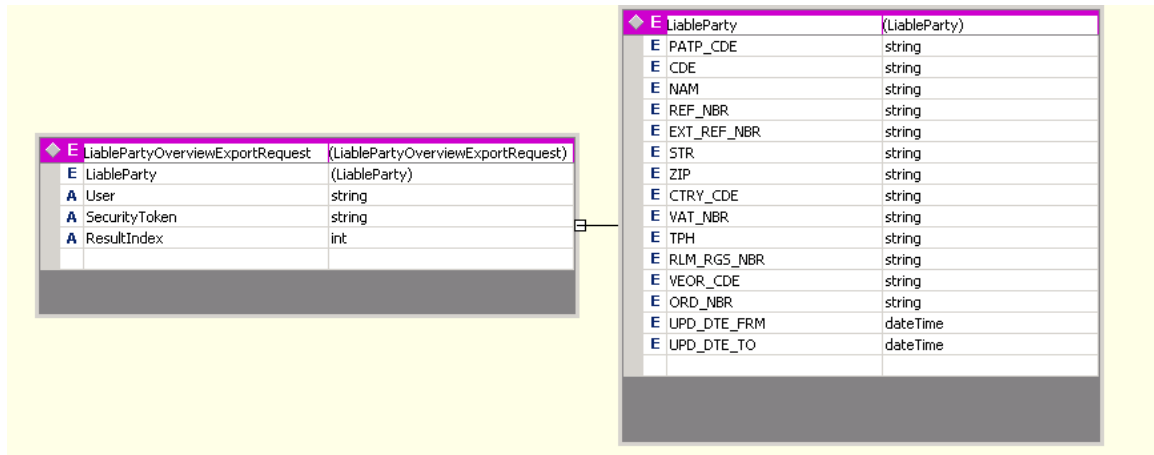 E LiablePartyOverviewExportRequest (LiablePartyOverviewExportRequest)
E LiableParty (LiableParty)
A User string
A SecurityToken string
A ResultIndex int
E LiableParty (LiableParty)
E PATP_CDE string
E CDE string
E NAM string
E REF_NBR string
E EXT_REF_NBR string
E STR string
E ZIP string
E CTRY_CDE string
E VAT_NBR string
E TPH string
E RLM_RGS_NBR string
E VEOR_CDE string
E ORD_NBR string
E UPD_DTE_FRM dateTime
E UPD_DTE_TO dateTime